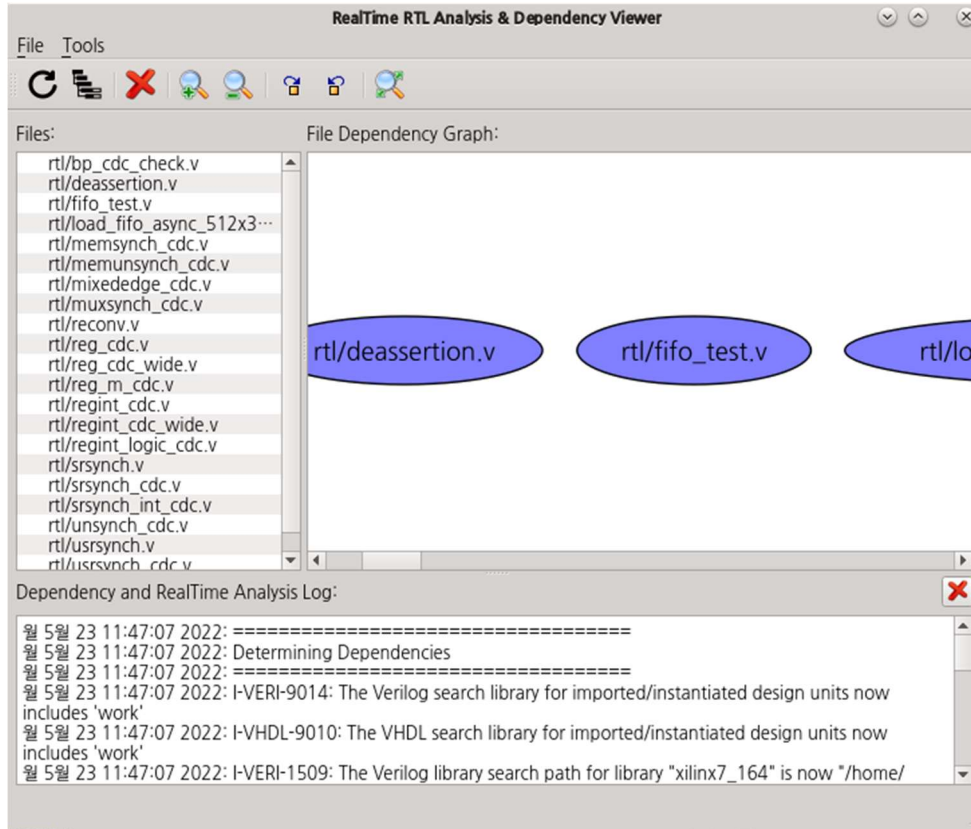 RealTime RTL Analysis & Dependency Viewer
File Tools
Files:
File Dependency Graph:
rtl/bp_cdc_check.v
rtl/deassertion.v
rtl/fifo_test.v
rtl/load_fifo_async_512x3···
rtl/memsynch_cdc.v
rtl/memunsynch_cdc.v
rtl/mixededge_cdc.v
rtl/muxsynch_cdc.v
rtl/reconv.v
rtl/reg_cdc.v
rtl/reg_cdc_wide.v
rtl/reg_m_cdc.v
rtl/regint_cdc.v
rtl/regint_cdc_wide.v
rtl/regint_logic_cdc.v
rtl/srsynch.v
rtl/srsynch_cdc.v
rtl/srsynch_int_cdc.v
rtl/unsynch_cdc.v
rtl/usrsynch.v
rtl/usrsynch_cdc.v
rtl/deassertion.v
rtl/fifo_test.v
rtl/lo
Dependency and RealTime Analysis Log:
월 5월 23 11:47:07 2022: =====================================
월 5월 23 11:47:07 2022: Determining Dependencies
월 5월 23 11:47:07 2022: =====================================
월 5월 23 11:47:07 2022: I-VERI-9014: The Verilog search library for imported/instantiated design units now
includes 'work'
월 5월 23 11:47:07 2022: I-VHDL-9010: The VHDL search library for imported/instantiated design units now
includes 'work'
월 5월 23 11:47:07 2022: I-VERI-1509: The Verilog library search path for library "xilinx7_164" is now "/home/